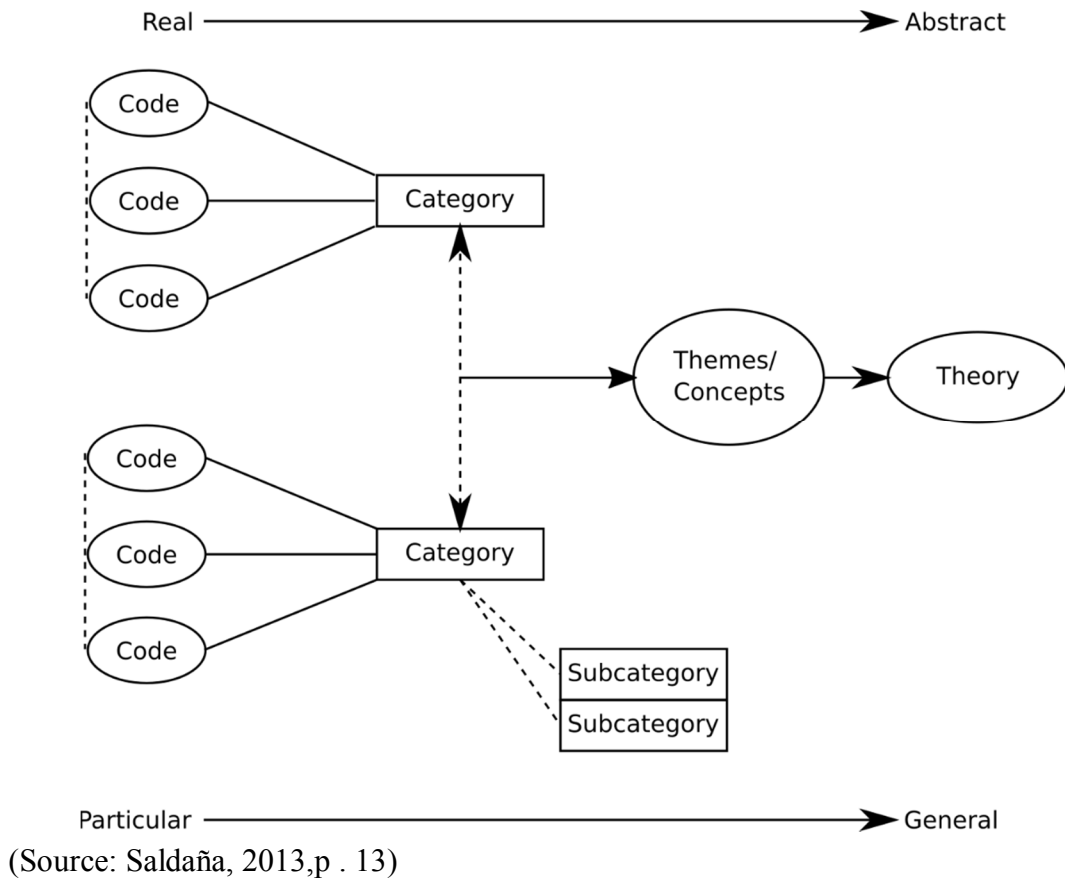 Real
Abstract
Code
Code
Category
Code
Themes/
Concepts
Theory
Code
Code
Category
Code
Subcategory
Subcategory
Particular
General
(Source: Saldaña, 2013,p . 13)